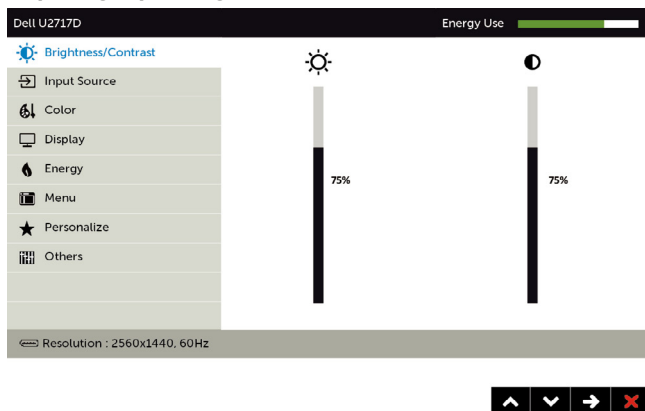 Dell U2717D
Energy Use
Brightness/Contrast
Input Source
Color
Display
Energy
Menu
Personalize
Others
75%
75%
Resolution : 2560x1440, 60Hz